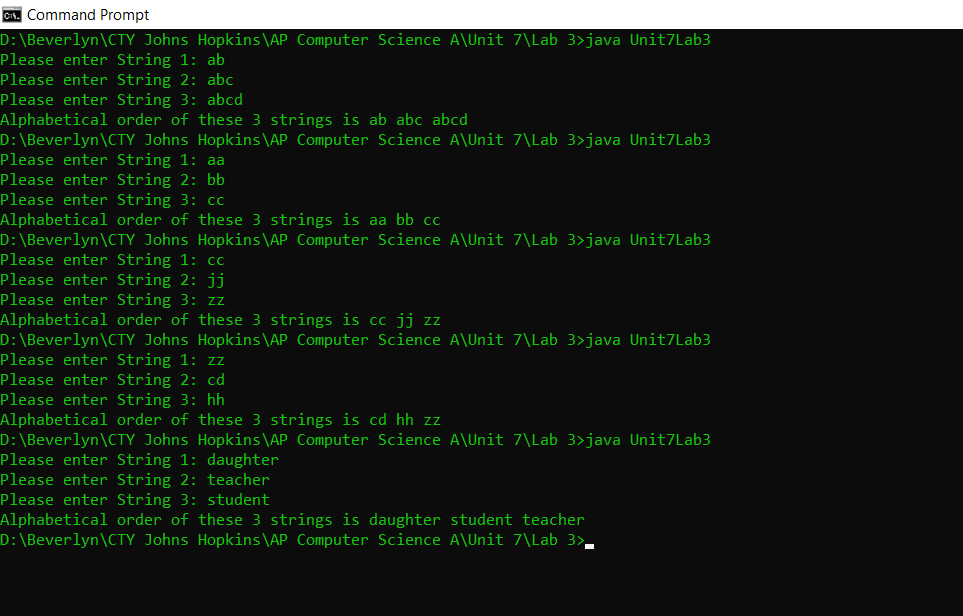 Command Prompt
D:\Beverlyn\CTY Johns Hopkins\AP Computer Science A\Unit 7\Lab 3>java Unit7Lab3
Please enter String 1: ab
Please enter String 2: abc
Please enter String 3: abcd
Alphabetical order of these 3 strings is ab abc abcd
D:\Beverlyn\CTY Johns Hopkins\AP Computer Science A\Unit 7\Lab 3>java Unit7Lab3
Please enter String 1: aa
Please enter String 2: bb
Please enter String 3: cc
Alphabetical order of these 3 strings is aa bb cc
D:\Beverlyn\CTY Johns Hopkins\AP Computer Science A\Unit 7\Lab 3>java Unit7Lab3
Please enter String 1: cc
Please enter String 2: jj
Please enter String 3: zz
Alphabetical order of these 3 strings is cc jj zz
D:\Beverlyn\CTY Johns Hopkins\AP Computer Science A\Unit 7\Lab 3>java Unit7Lab3
Please enter String 1: zz
Please enter String 2: cd
Please enter String 3: hh
Alphabetical order of these 3 strings is cd hh zz
D:\Beverlyn\CTY Johns Hopkins\AP Computer Science A\Unit 7\Lab 3>java Unit7Lab3
Please enter String 1: daughter
Please enter String 2: teacher
Please enter String 3: student
Alphabetical order of these 3 strings is daughter student teacher
D:\Beverlyn\CTY Johns Hopkins\AP Computer Science A\Unit 7\Lab 3>